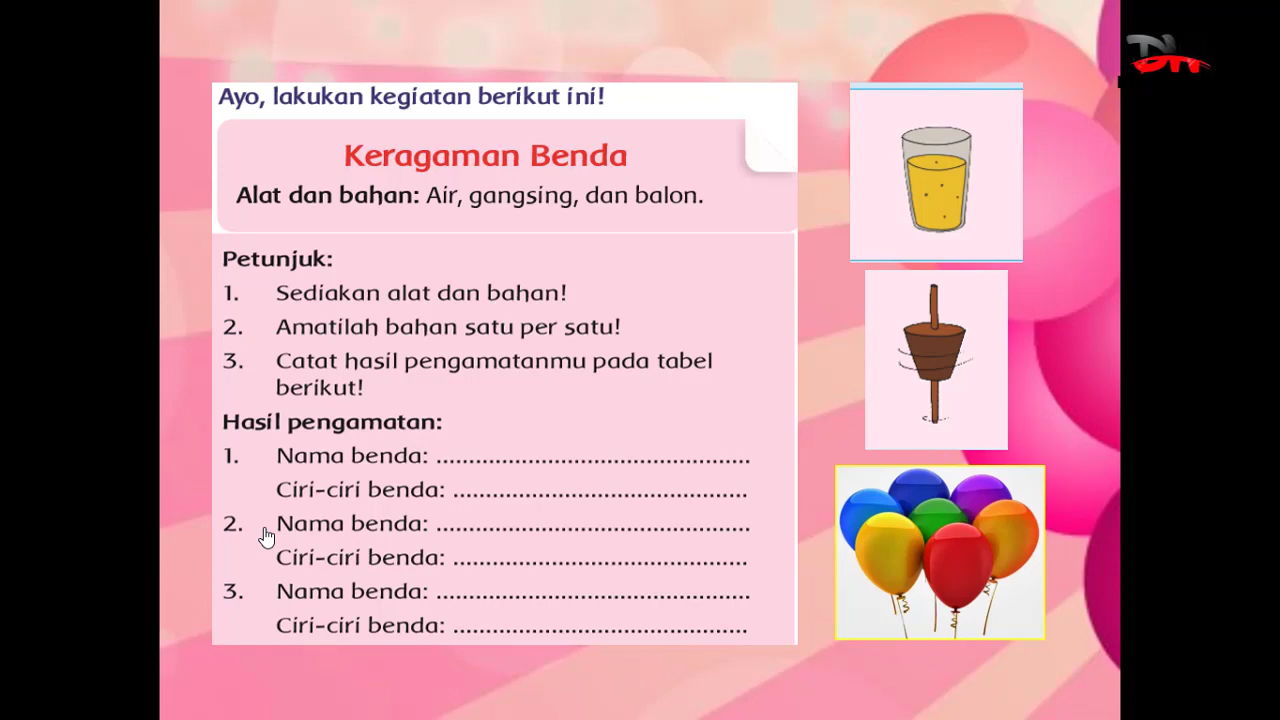 Ayo, lakukan kegiatan berikut ini!
Keragaman Benda
Alat dan bahan: Air, gangsing, dan balon.
Petunjuk:
1. Sediakan alat dan bahan!
2. Amatilah bahan satu per satu!
3. Catat hasil pengamatanmu pada tabel
berikut!
Hasil pengamatan:
1. Nama benda: ................................................
Ciri-ciri benda: .............................................
2. Nama benda: ................................................
Ciri-ciri benda: .............................................
3. Nama benda: ................................................
Ciri-ciri benda: .............................................